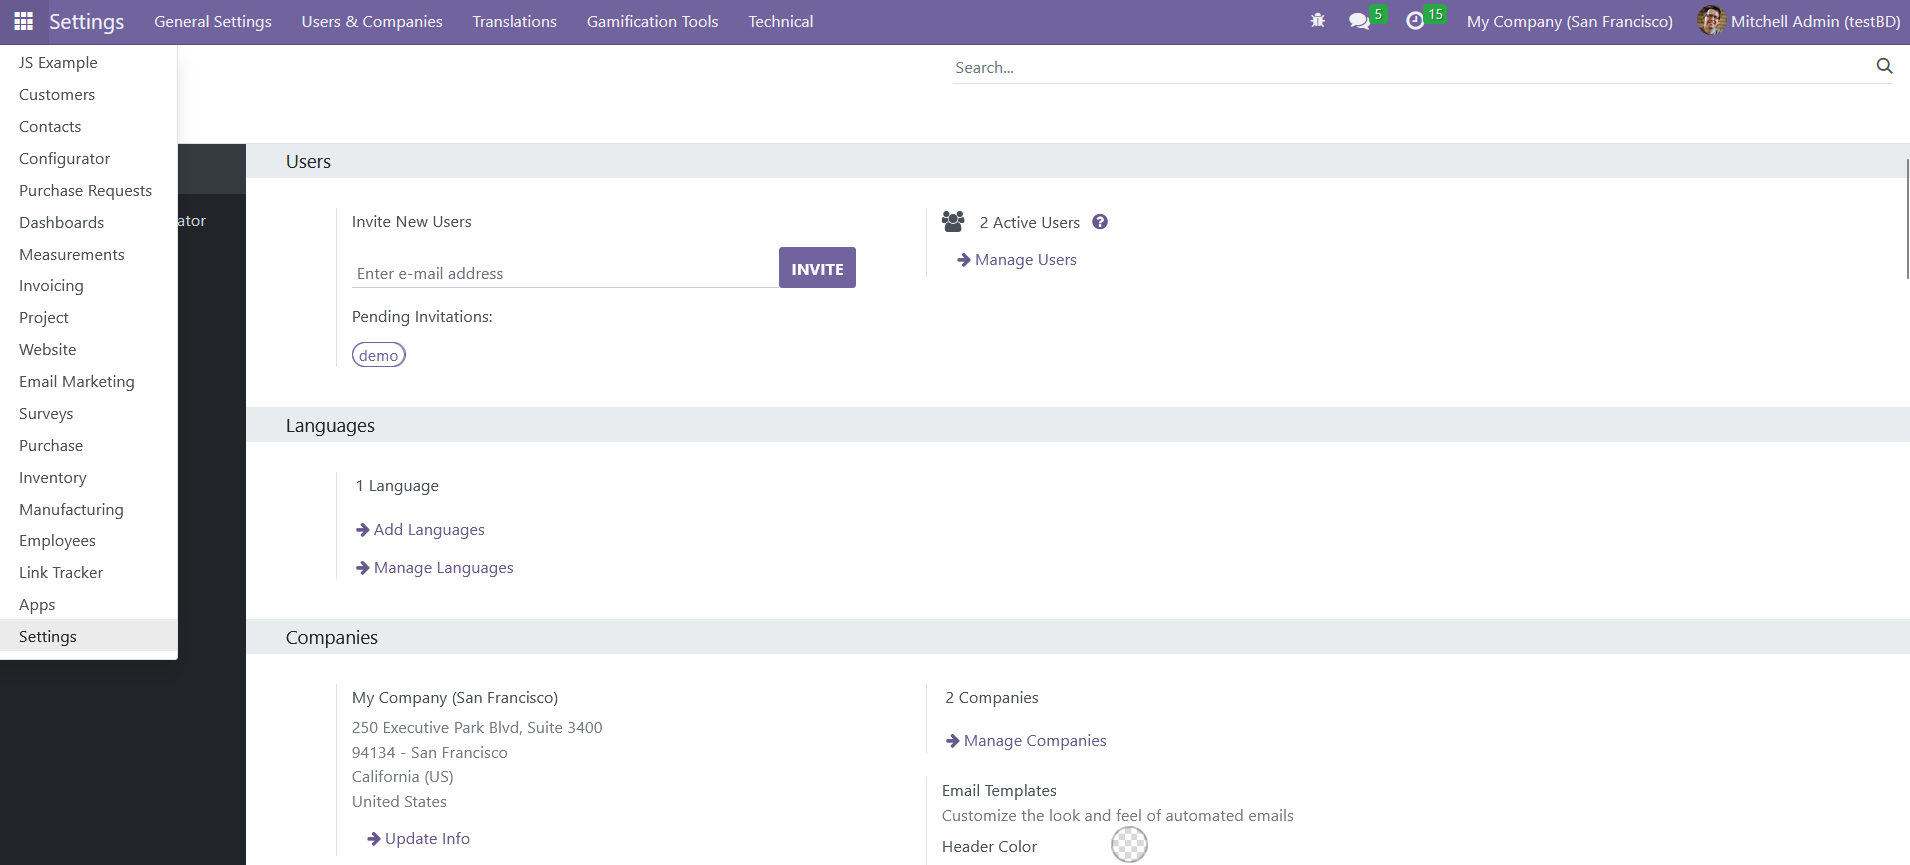 Settings General Settings Users & Companies Translations Gamification Tools Technical 5 15 My Company (San Francisco) Mitchell Admin (testBD)
Search...
JS Example
Customers
Contacts
Configurator
Purchase Requests
Dashboards
Measurements
Invoicing
Project
Website
Email Marketing
Surveys
Purchase
Inventory
Manufacturing
Employees
Link Tracker
Apps
Settings
ator
Users
Invite New Users
Enter e-mail address
INVITE
Pending Invitations:
demo
2 Active Users ?
Manage Users
Languages
1 Language
Add Languages
Manage Languages
Companies
My Company (San Francisco)
250 Executive Park Blvd, Suite 3400
94134 - San Francisco
California (US)
United States
Update Info
2 Companies
Manage Companies
Email Templates
Customize the look and feel of automated emails
Header Color